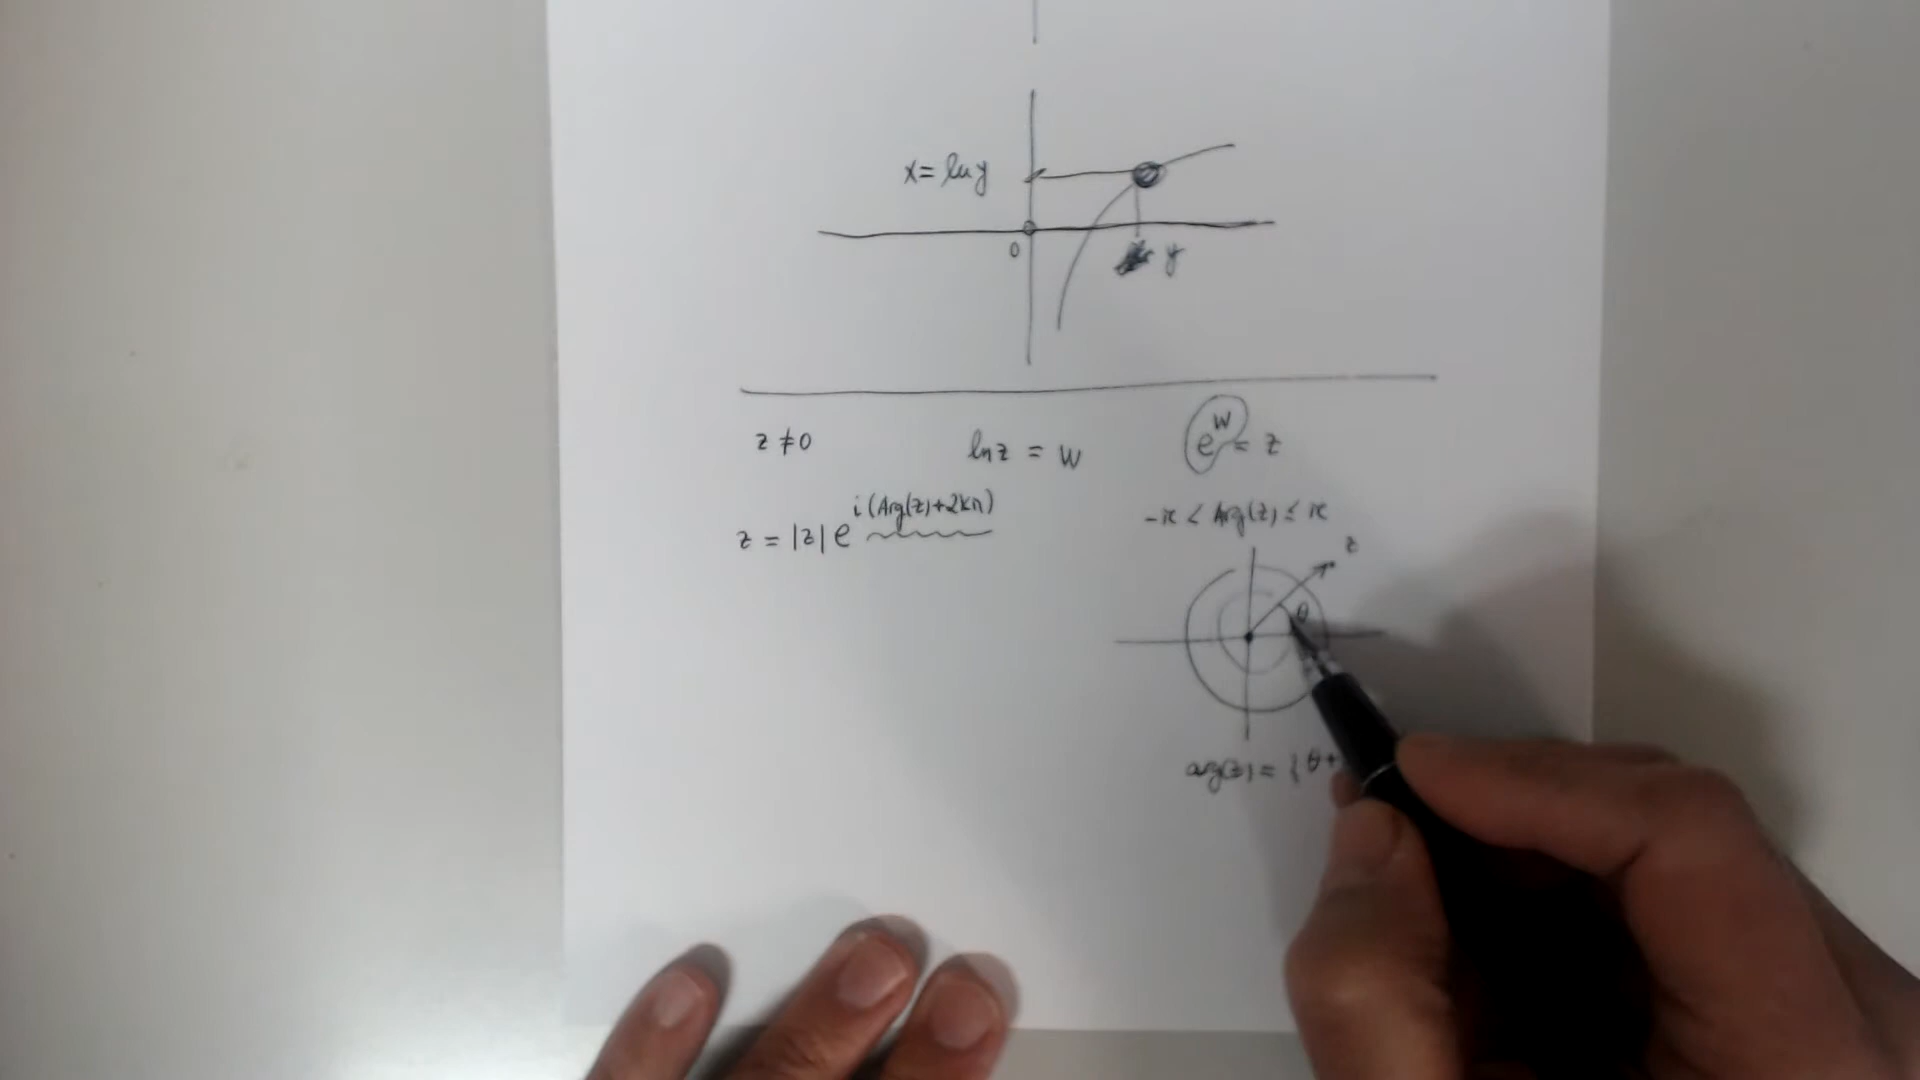 x = ln y
0
y
z ≠ 0
ln z = w
e^w = z
z = |z| e^{i(Arg(z)+2kπ)}
-π < Arg(z) ≤ π
z
θ
arg(z) = {θ+